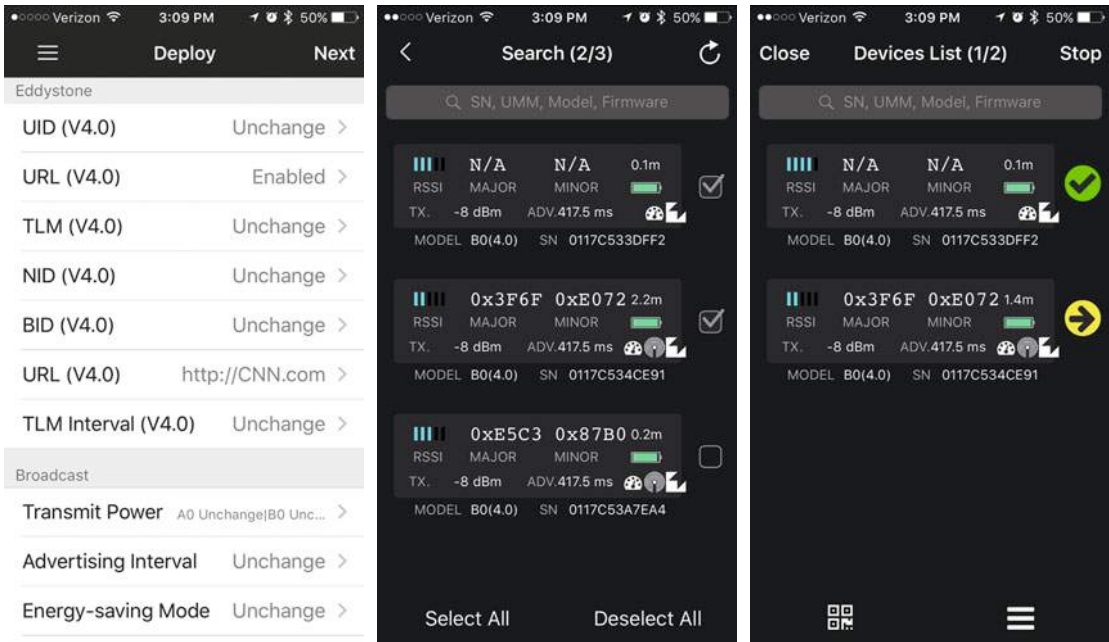 Verizon 3:09 PM 50%
Deploy Next
Eddystone
UID (V4.0) Unchange
URL (V4.0) Enabled
TLM (V4.0) Unchange
NID (V4.0) Unchange
BID (V4.0) Unchange
URL (V4.0) http://CNN.com
TLM Interval (V4.0) Unchange
Broadcast
Transmit Power A0 Unchange|B0 Unc...
Advertising Interval Unchange
Energy-saving Mode Unchange
Verizon 3:09 PM 50%
Search (2/3)
SN, UMM, Model, Firmware
N/A N/A 0.1m
RSSI MAJOR MINOR
TX. -8 dBm ADV.417.5 ms
MODEL B0(4.0) SN 0117C533DFF2
0x3F6F 0xE072 2.2m
RSSI MAJOR MINOR
TX. -8 dBm ADV.417.5 ms
MODEL B0(4.0) SN 0117C534CE91
0xE5C3 0x87B0 0.2m
RSSI MAJOR MINOR
TX. -8 dBm ADV.417.5 ms
MODEL B0(4.0) SN 0117C53A7EA4
Select All Deselect All
Verizon 3:09 PM 50%
Close Devices List (1/2) Stop
SN, UMM, Model, Firmware
N/A N/A 0.1m
RSSI MAJOR MINOR
TX. -8 dBm ADV.417.5 ms
MODEL B0(4.0) SN 0117C533DFF2
0x3F6F 0xE072 1.4m
RSSI MAJOR MINOR
TX. -8 dBm ADV.417.5 ms
MODEL B0(4.0) SN 0117C534CE91